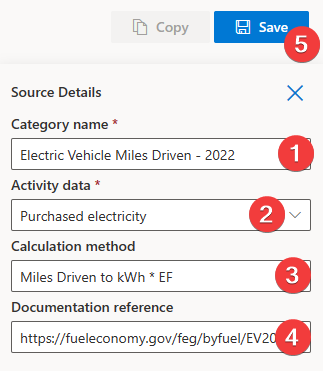 Copy
Save
5
Source Details
Category name *
Electric Vehicle Miles Driven - 2022
1
Activity data *
Purchased electricity
2
Calculation method
Miles Driven to kWh * EF
3
Documentation reference
https://fueleconomy.gov/feg/byfuel/EV20
4